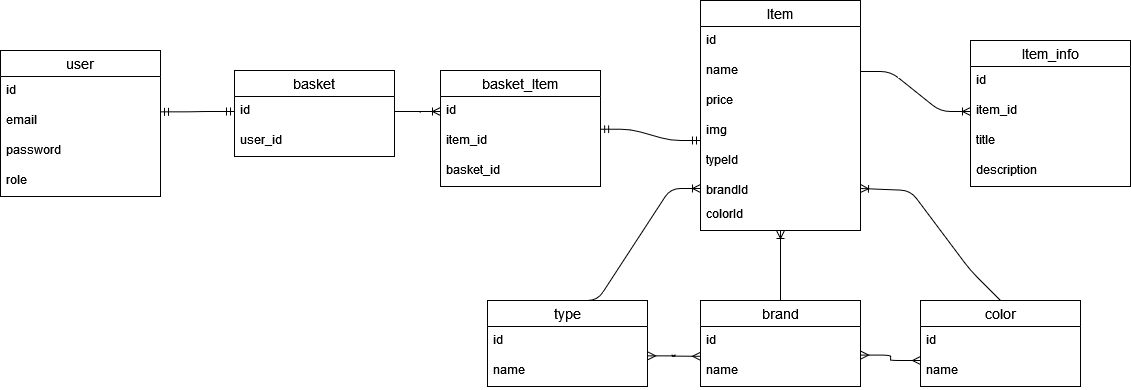 user
id
email
password
role
basket
id
user_id
basket_Item
id
item_id
basket_id
Item
id
name
price
img
typeId
brandId
colorId
Item_info
id
item_id
title
description
type
id
name
brand
id
name
color
id
name